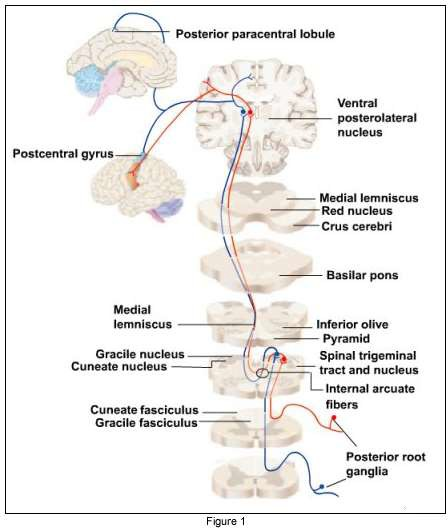 Posterior paracentral lobule
Ventral
posterolateral
nucleus
Postcentral gyrus
Medial lemniscus
Red nucleus
Crus cerebri
Basilar pons
Medial
lemniscus
Inferior olive
Pyramid
Gracile nucleus
Cuneate nucleus
Spinal trigeminal
tract and nucleus
Internal arcuate
fibers
Cuneate fasciculus
Gracile fasciculus
Posterior root
ganglia
Figure 1